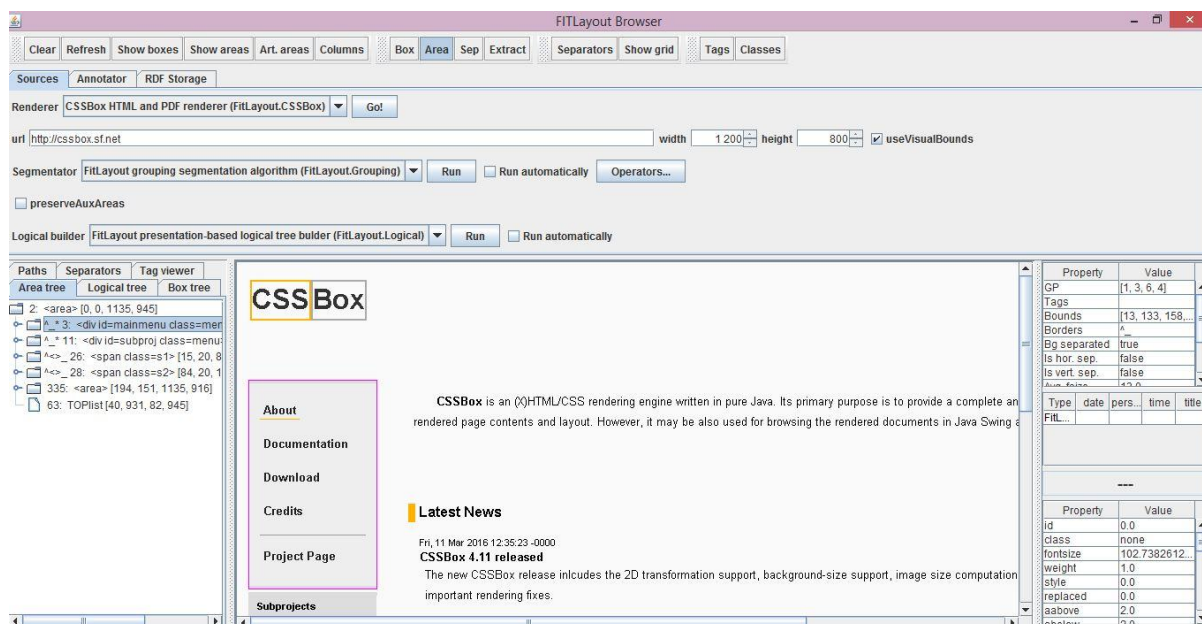 FITLayout Browser
Clear Refresh Show boxes Show areas Art. areas Columns Box Area Sep Extract Separators Show grid Tags Classes
Sources Annotator RDF Storage
Renderer CSSBox HTML and PDF renderer (FitLayout.CSSBox) Go!
url http://cssbox.sf.net width 1 200 height 800 useVisualBounds
Segmentator FitLayout grouping segmentation algorithm (FitLayout.Grouping) Run Run automatically Operators...
preserveAuxAreas
Logical builder FitLayout presentation-based logical tree bulder (FitLayout.Logical) Run Run automatically
Paths Separators Tag viewer
Area tree Logical tree Box tree
2: <area> [0, 0, 1135, 945]
^_* 3: <div id=mainmenu class=mer
^_* 11: <div id=subproj class=menu:
^<>_ 26: <span class=s1> [15, 20, 8
^<>_ 28: <span class=s2> [84, 20, 1
335: <area> [194, 151, 1135, 916]
63: TOPlist [40, 931, 82, 945]
CSSBox
About
Documentation
Download
Credits
Project Page
Subprojects
CSSBox is an (X)HTML/CSS rendering engine written in pure Java. Its primary purpose is to provide a complete an
rendered page contents and layout. However, it may be also used for browsing the rendered documents in Java Swing
Latest News
Fri, 11 Mar 2016 12:35:23 -0000
CSSBox 4.11 released
The new CSSBox release inlcudes the 2D transformation support, background-size support, image size computation
important rendering fixes.
Property Value
GP [1, 3, 6, 4]
Tags
Bounds [13, 133, 158,...
Borders ^_
Bg separated true
Is hor. sep. false
Is vert. sep. false
Type date pers... time title
FitL...
---
Property Value
id 0.0
class none
fontsize 102.7382612...
weight 1.0
style 0.0
replaced 0.0
aabove 2.0